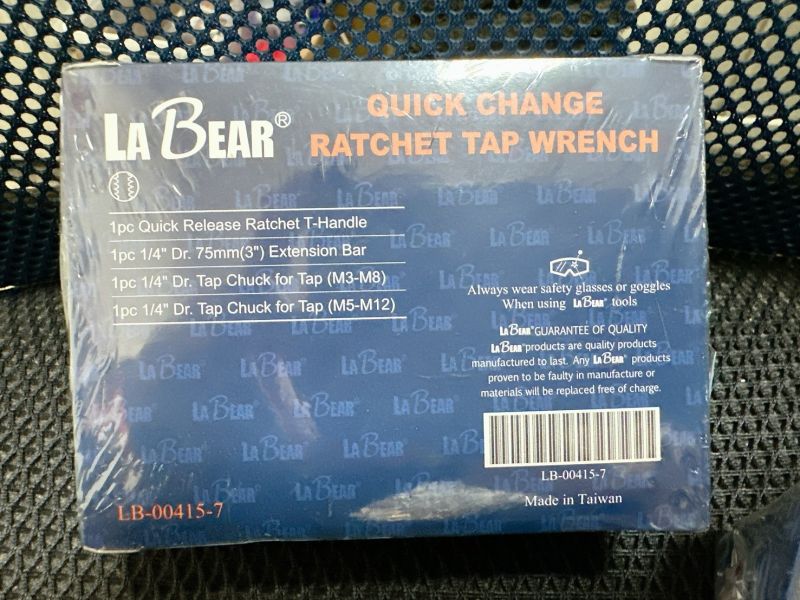 LA BEAR®
QUICK CHANGE
RATCHET TAP WRENCH
1pc Quick Release Ratchet T-Handle
1pc 1/4" Dr. 75mm(3") Extension Bar
1pc 1/4" Dr. Tap Chuck for Tap (M3-M8)
1pc 1/4" Dr. Tap Chuck for Tap (M5-M12)
Always wear safety glasses or goggles
When using LA BEAR® tools
LA BEAR® GUARANTEE OF QUALITY
LA BEAR® products are quality products
manufactured to last. Any LA BEAR® products
proven to be faulty in manufacture or
materials will be replaced free of charge.
LB-00415-7
Made in Taiwan
LB-00415-7